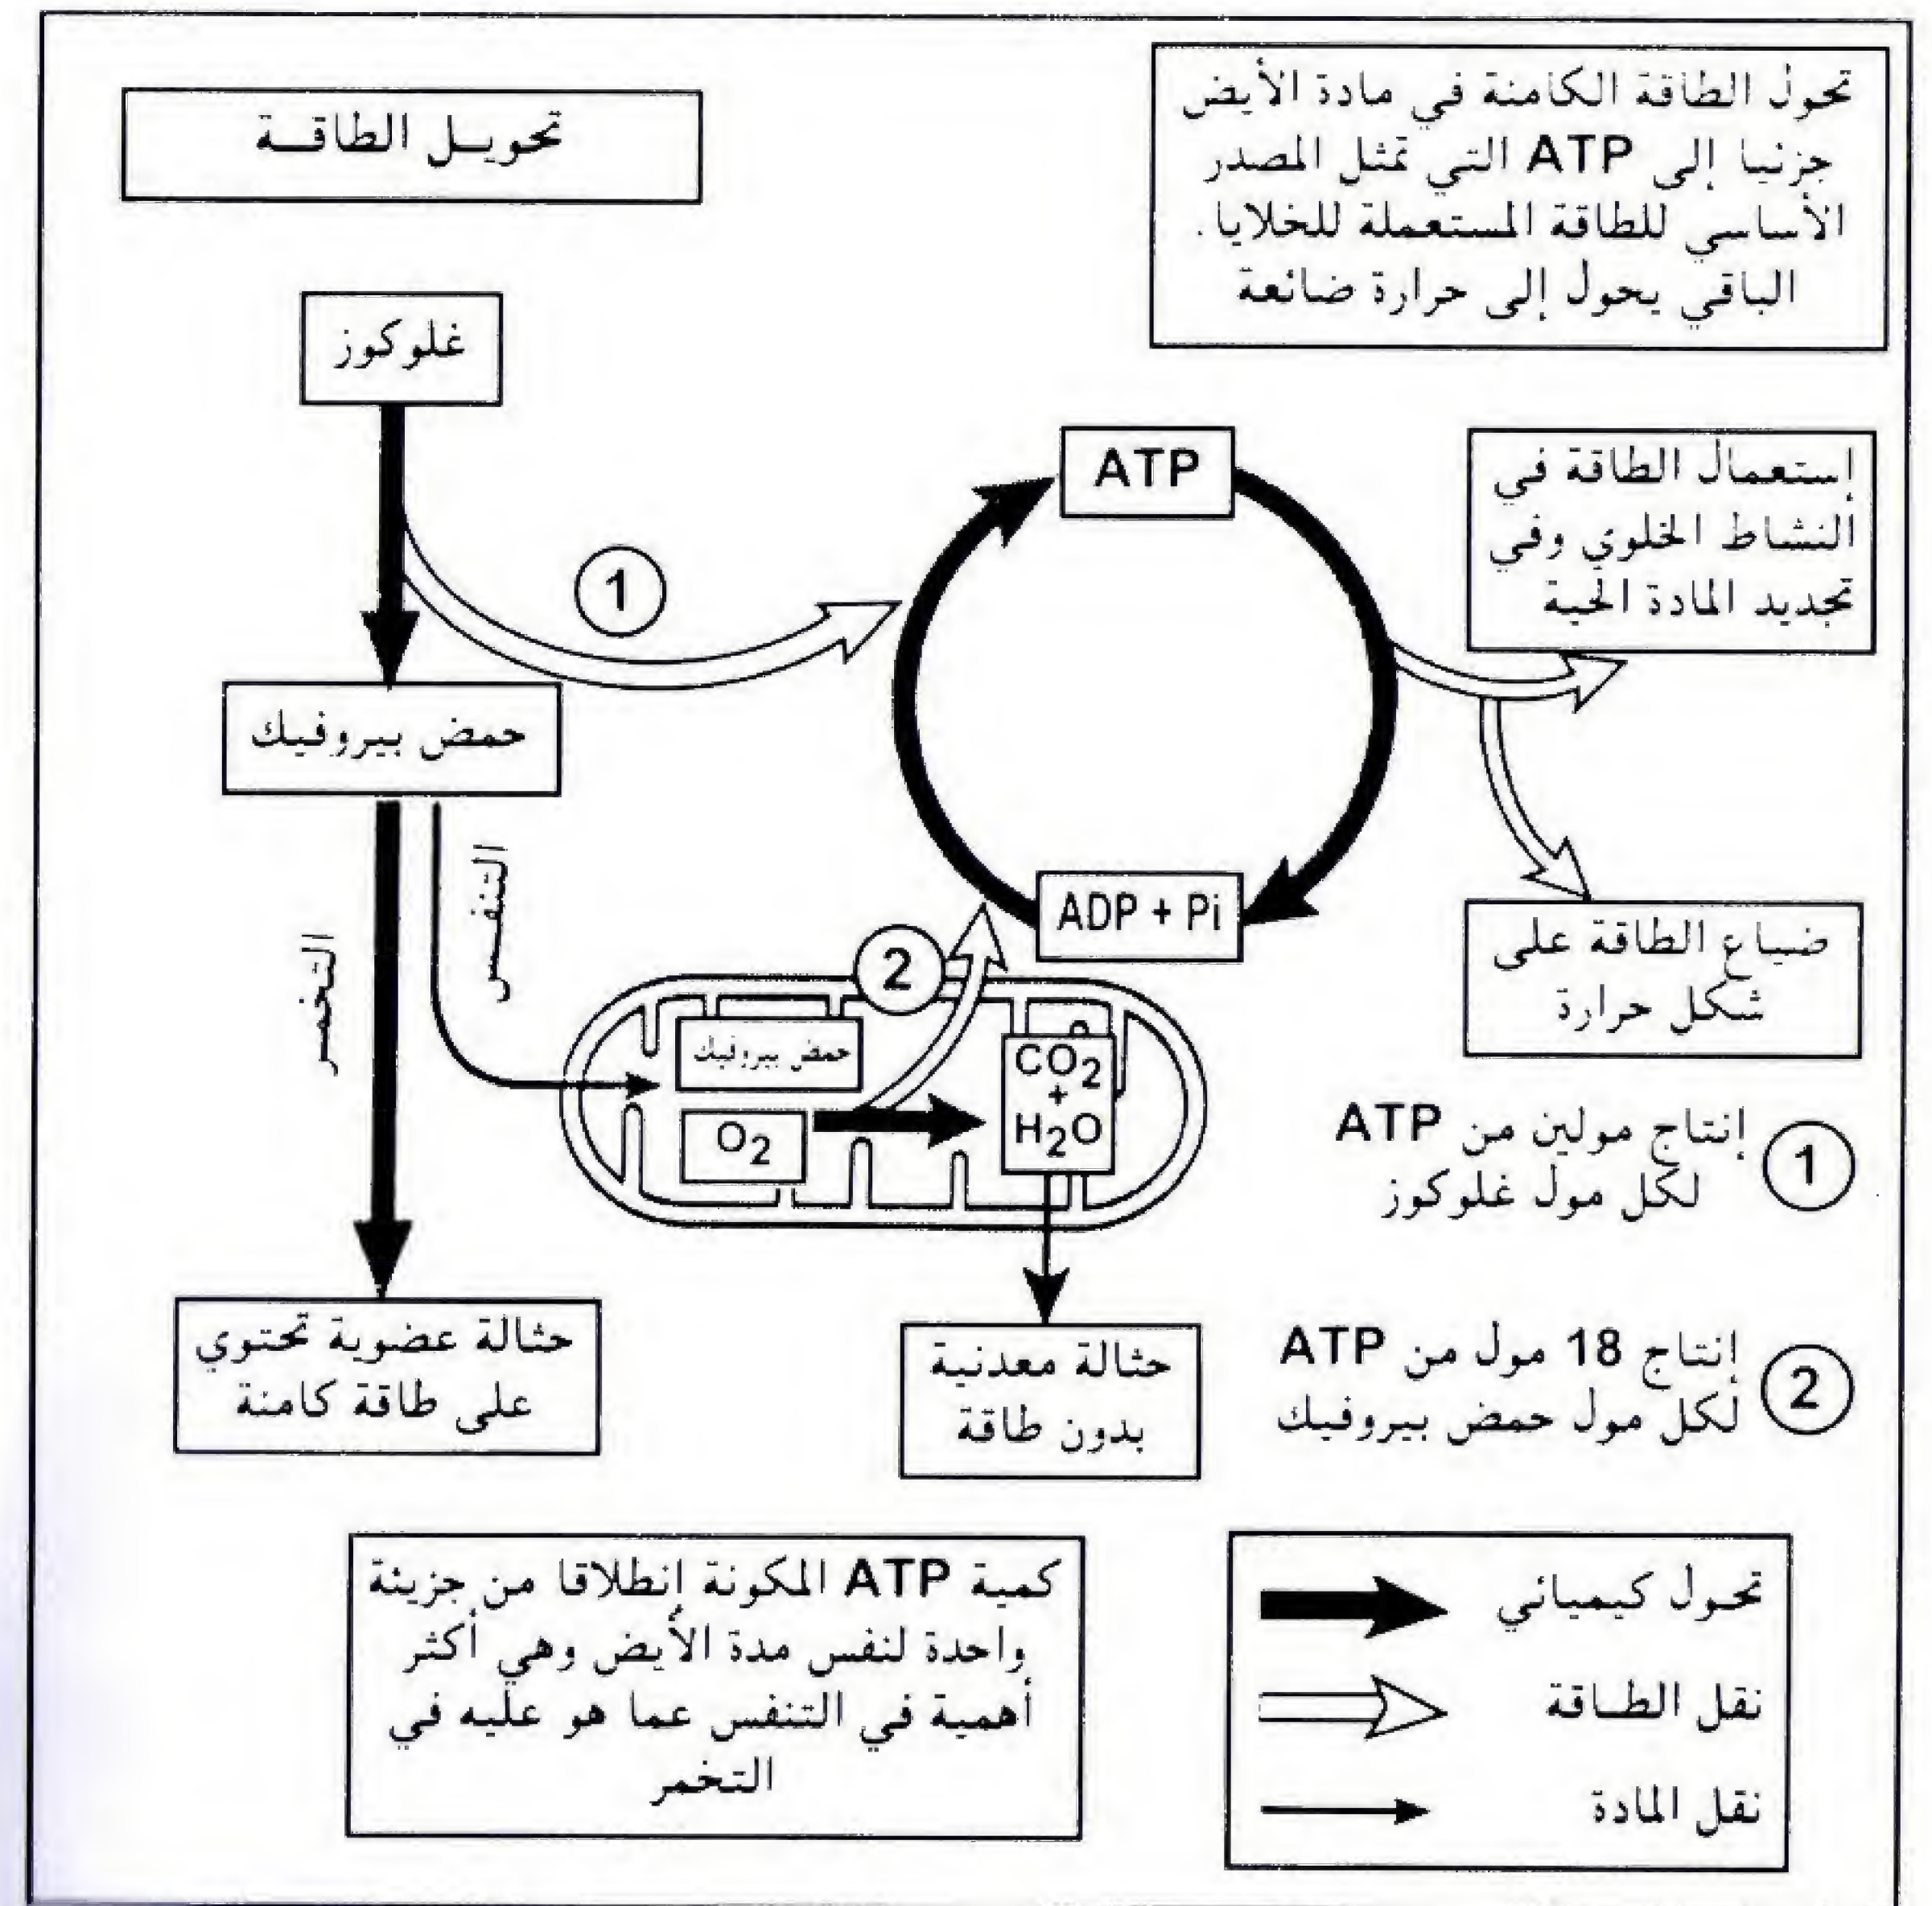 تحول الطاقة الكامنة في مادة الأيض
جزئيا إلى ATP التي تمثل المصدر
الأساسي للطاقة المستعملة للخلايا.
الباقي يحول إلى حرارة ضائعة
تحويل الطاقة
غلوكوز
ATP
إستعمال الطاقة في
النشاط الخلوي وفي
تجديد المادة الحية
1
حمض بيروفيك
التنفس
التخمر
ADP + Pi
ضياع الطاقة على
شكل حرارة
2
حمض بيروفيك
O2
CO2
+
H2O
1 إنتاج مولين من ATP
لكل مول غلوكوز
2 إنتاج 18 مول من ATP
لكل مول حمض بيروفيك
حثالة عضوية تحتوي
على طاقة كامنة
حثالة معدنية
بدون طاقة
كمية ATP المكونة إنطلاقا من جزيئة
واحدة لنفس مدة الأيض وهي أكثر
أهمية في التنفس عما هو عليه في
التخمر
تحول كيميائي
نقل الطاقة
نقل المادة